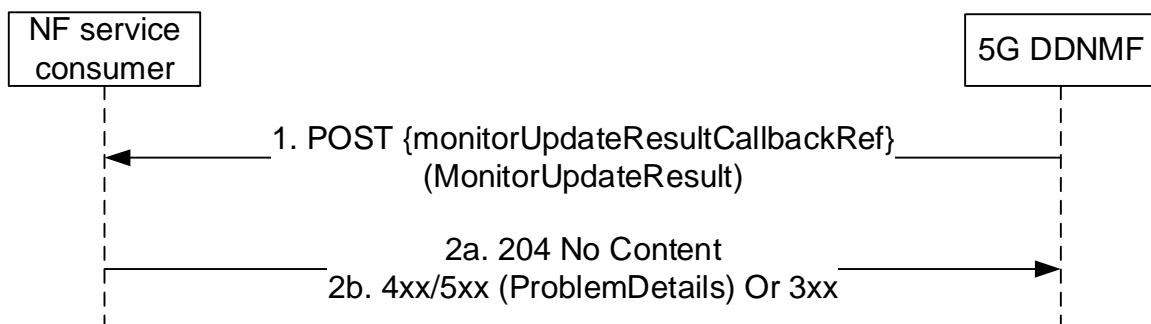 NF service
consumer
5G DDNMF
1. POST {monitorUpdateResultCallbackRef}
(MonitorUpdateResult)
2a. 204 No Content
2b. 4xx/5xx (ProblemDetails) Or 3xx